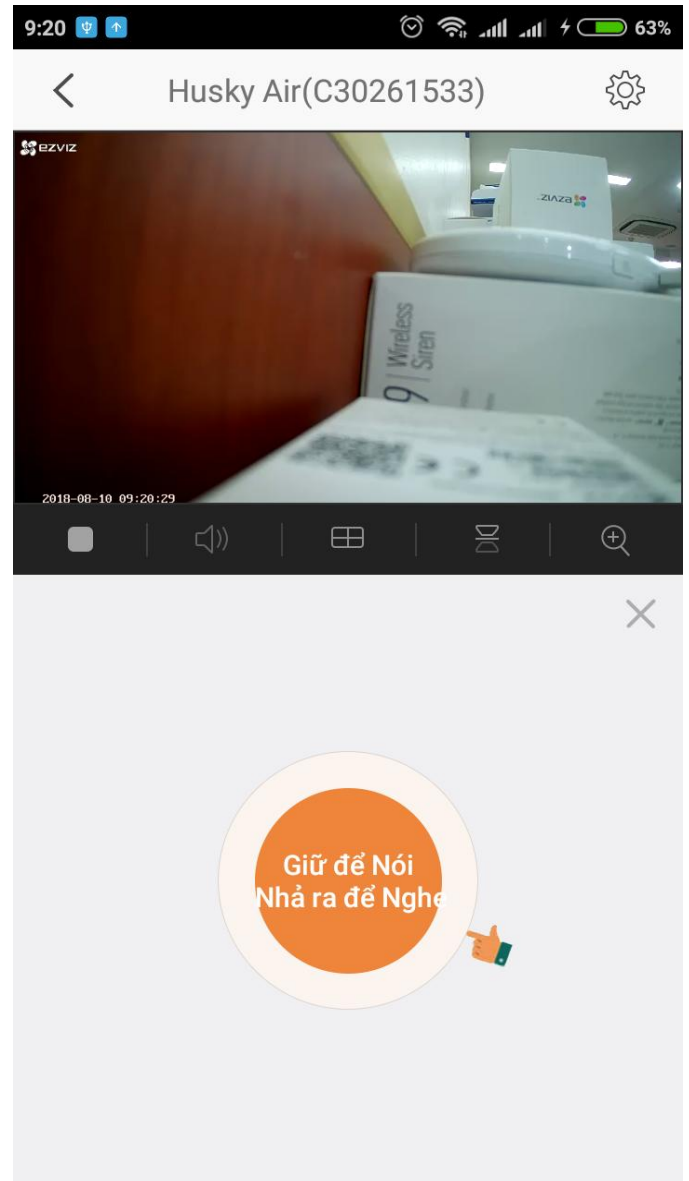 9:20
63%
Husky Air(C30261533)
ezviz
EZVIZ
Wireless
Siren
9
2018-08-10 09:20:29
Giữ để Nói
Nhả ra để Nghe